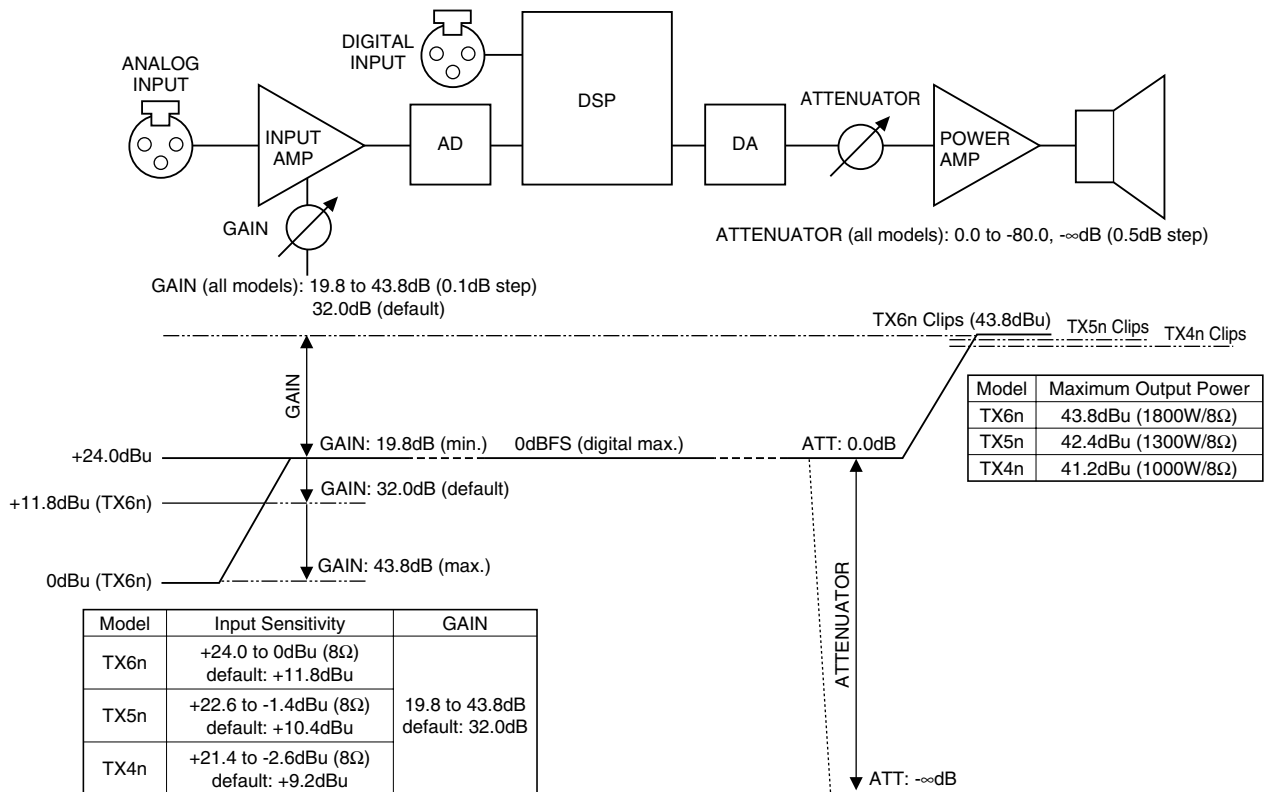 ANALOG
INPUT
DIGITAL
INPUT
INPUT
AMP
AD
DSP
DA
ATTENUATOR
POWER
AMP
GAIN
ATTENUATOR (all models): 0.0 to -80.0, -∞dB (0.5dB step)
GAIN (all models): 19.8 to 43.8dB (0.1dB step)
32.0dB (default)
TX6n Clips (43.8dBu)
TX5n Clips
TX4n Clips
GAIN
Model Maximum Output Power
TX6n 43.8dBu (1800W/8Ω)
TX5n 42.4dBu (1300W/8Ω)
TX4n 41.2dBu (1000W/8Ω)
+24.0dBu
GAIN: 19.8dB (min.)
0dBFS (digital max.)
ATT: 0.0dB
GAIN: 32.0dB (default)
+11.8dBu (TX6n)
GAIN: 43.8dB (max.)
0dBu (TX6n)
ATTENUATOR
ATT: -∞dB
Model Input Sensitivity GAIN
TX6n +24.0 to 0dBu (8Ω)
default: +11.8dBu
TX5n +22.6 to -1.4dBu (8Ω)
default: +10.4dBu
19.8 to 43.8dB
default: 32.0dB
TX4n +21.4 to -2.6dBu (8Ω)
default: +9.2dBu